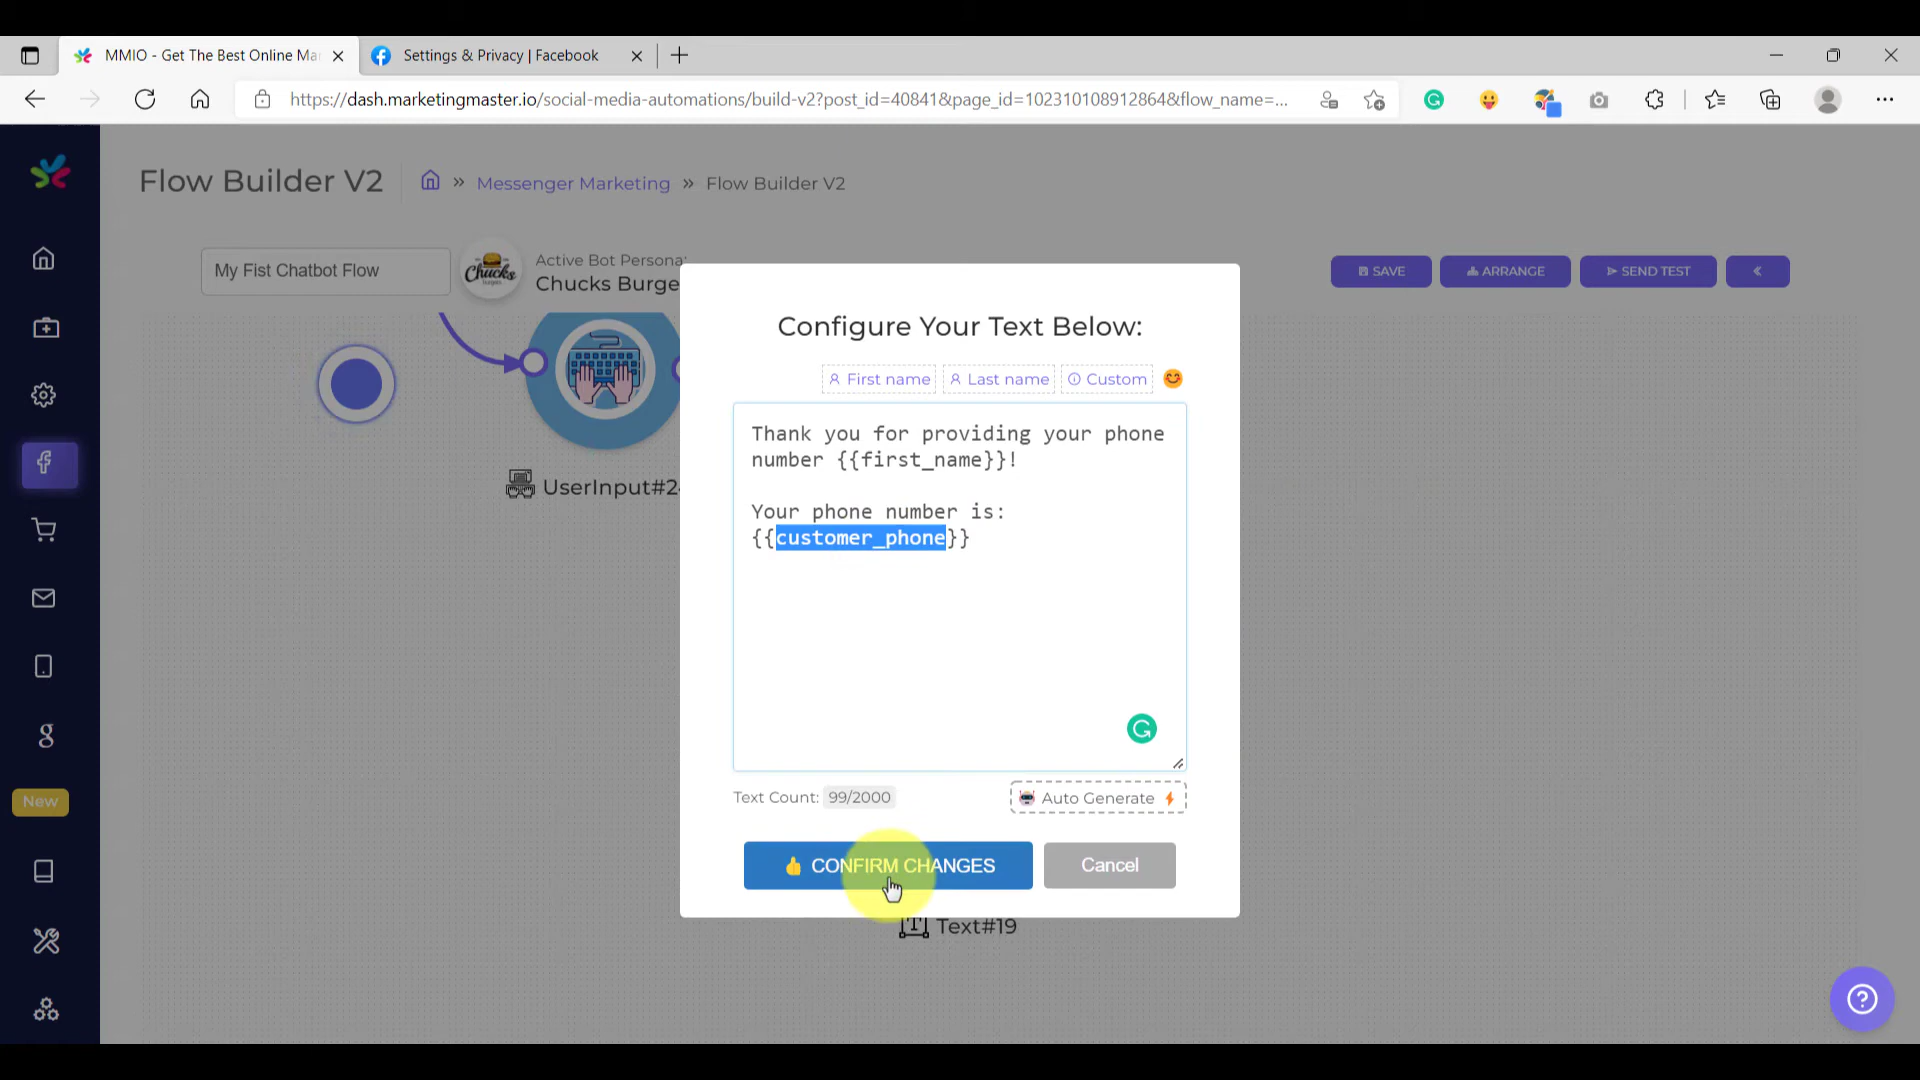 MMIO - Get The Best Online Mar
Settings & Privacy | Facebook
https://dash.marketingmaster.io/social-media-automations/build-v2?post_id=40841&page_id=102310108912864&flow_name=...
Flow Builder V2
» Messenger Marketing » Flow Builder V2
My Fist Chatbot Flow
Chucks
burgers
Active Bot Persona:
Chucks Burge
SAVE
ARRANGE
SEND TEST
«
UserInput#2
Configure Your Text Below:
First name
Last name
Custom
Thank you for providing your phone
number {{first_name}}!
Your phone number is:
{{customer_phone}}
Text Count: 99/2000
Auto Generate
CONFIRM CHANGES
Cancel
Text#19
New